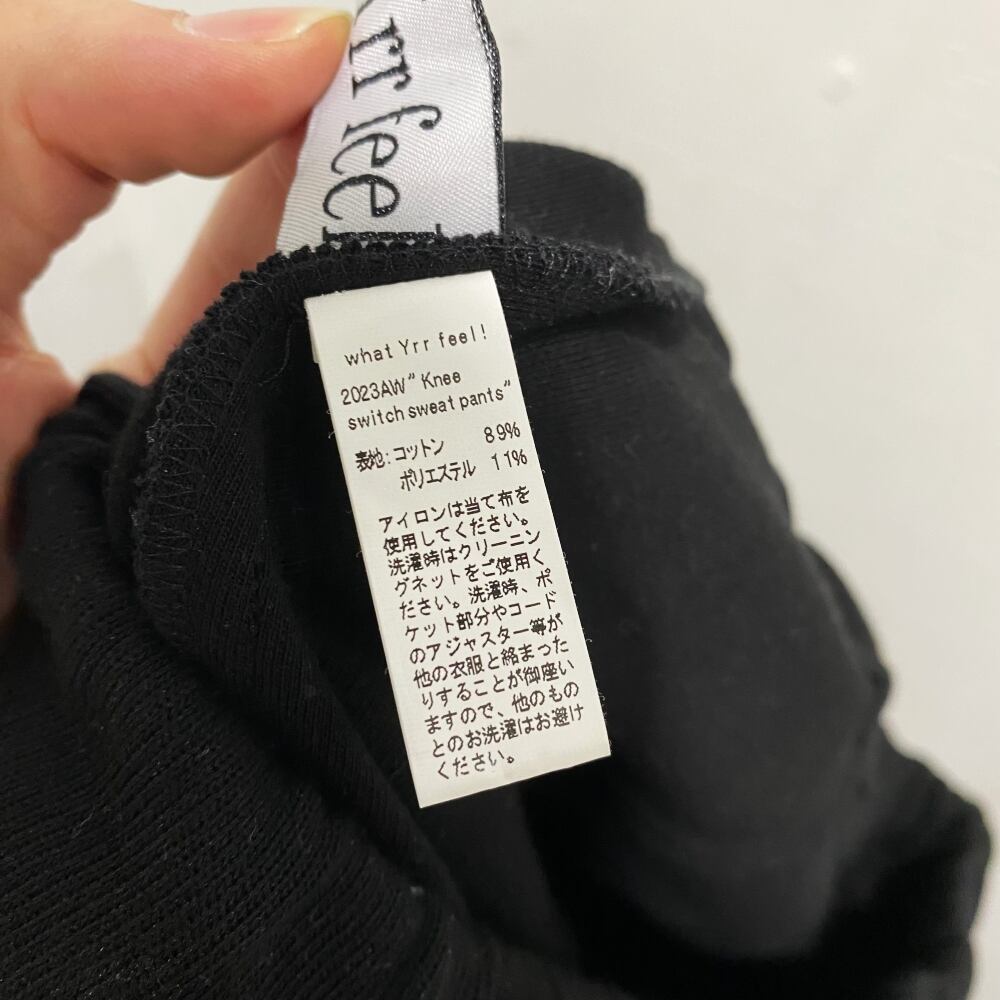 rr feel
what Yrr feel!
2023AW" Knee
switch sweat pants"
表地:コットン 89%
ポリエステル 11%
アイロンは当て布を
使用してください。
洗濯時はクリーニン
グネットをご使用く
ださい。洗濯時、ポ
ケット部分やコード
のアジャスター等が
他の衣服と絡まった
りすることが御座い
ますので、他のもの
とのお洗濯はお避け
ください。